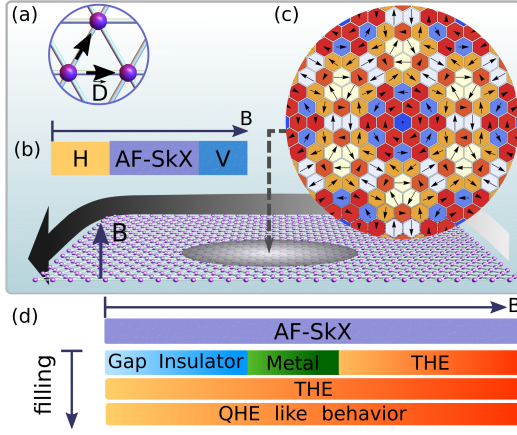 (a)
(c)
D
B
(b)
H AF-SkX V
B
(d)
B
AF-SkX
filling
Gap Insulator Metal THE
THE
QHE like behavior